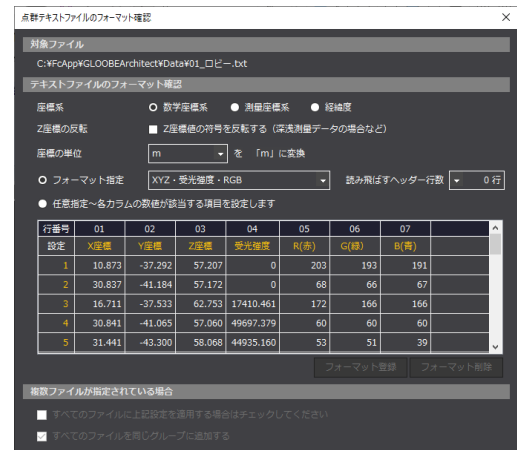 点群テキストファイルのフォーマット確認
対象ファイル
C:¥FcApp¥GLOOBEArchitect¥Data¥01_ロビー.txt
テキストファイルのフォーマット確認
座標系 数学座標系 測量座標系 経緯度
Z座標の反転 Z座標値の符号を反転する（深浅測量データの場合など）
座標の単位 m を 「m」に変換
フォーマット指定 XYZ・受光強度・RGB 読み飛ばすヘッダー行数 0 行
任意指定～各カラムの数値が該当する項目を設定します
行番号 01 02 03 04 05 06 07
設定 X座標 Y座標 Z座標 受光強度 R(赤) G(緑) B(青)
1 10.873 -37.292 57.207 0 203 193 191
2 30.837 -41.184 57.172 0 68 66 67
3 16.711 -37.533 62.753 17410.461 172 166 166
4 30.841 -41.065 57.060 49697.379 60 60 60
5 31.441 -43.300 58.068 44935.160 53 51 39
フォーマット登録 フォーマット削除
複数ファイルが指定されている場合
すべてのファイルに上記設定を適用する場合はチェックしてください
すべてのファイルを同じグループに追加する